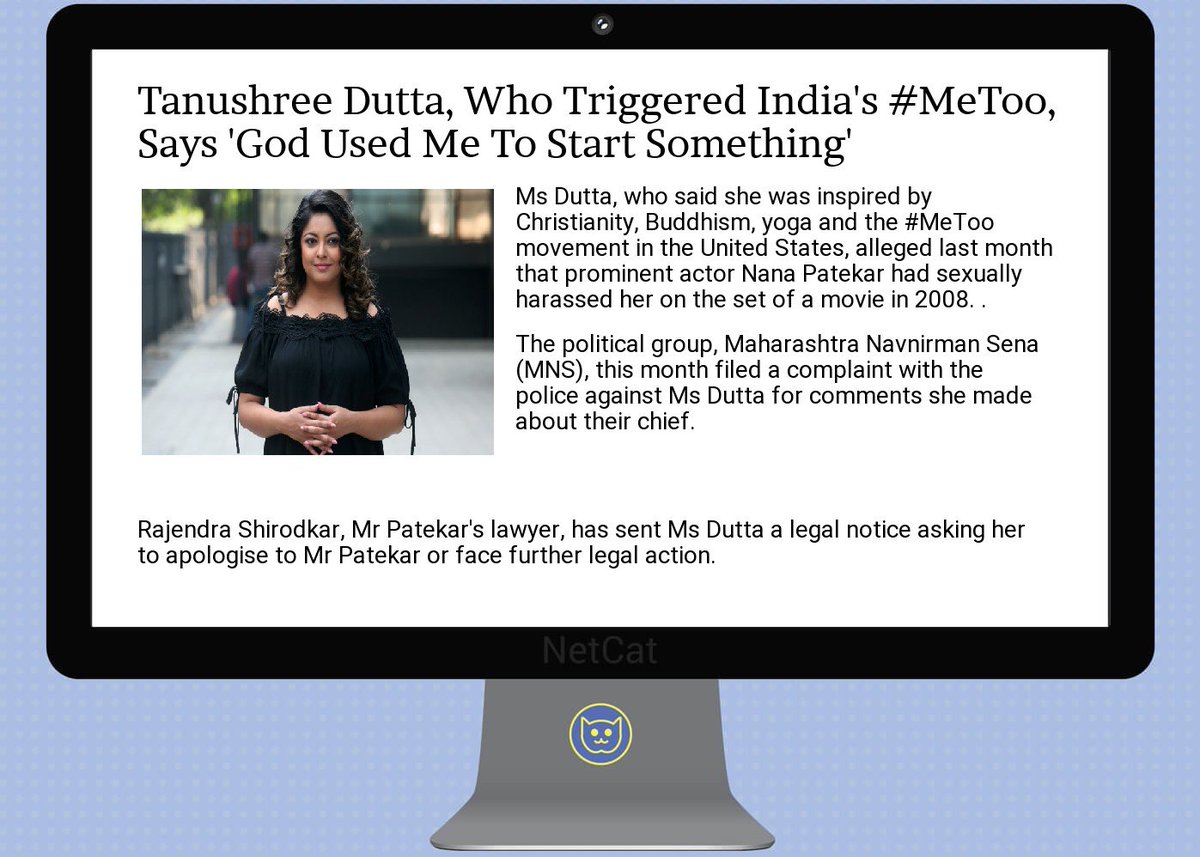 Tanushree Dutta, Who Triggered India's #MeToo,
Says 'God Used Me To Start Something'
Ms Dutta, who said she was inspired by
Christianity, Buddhism, yoga and the #MeToo
movement in the United States, alleged last month
that prominent actor Nana Patekar had sexually
harassed her on the set of a movie in 2008. .
The political group, Maharashtra Navnirman Sena
(MNS), this month filed a complaint with the
police against Ms Dutta for comments she made
about their chief.
Rajendra Shirodkar, Mr Patekar's lawyer, has sent Ms Dutta a legal notice asking her
to apologise to Mr Patekar or face further legal action.
NetCat